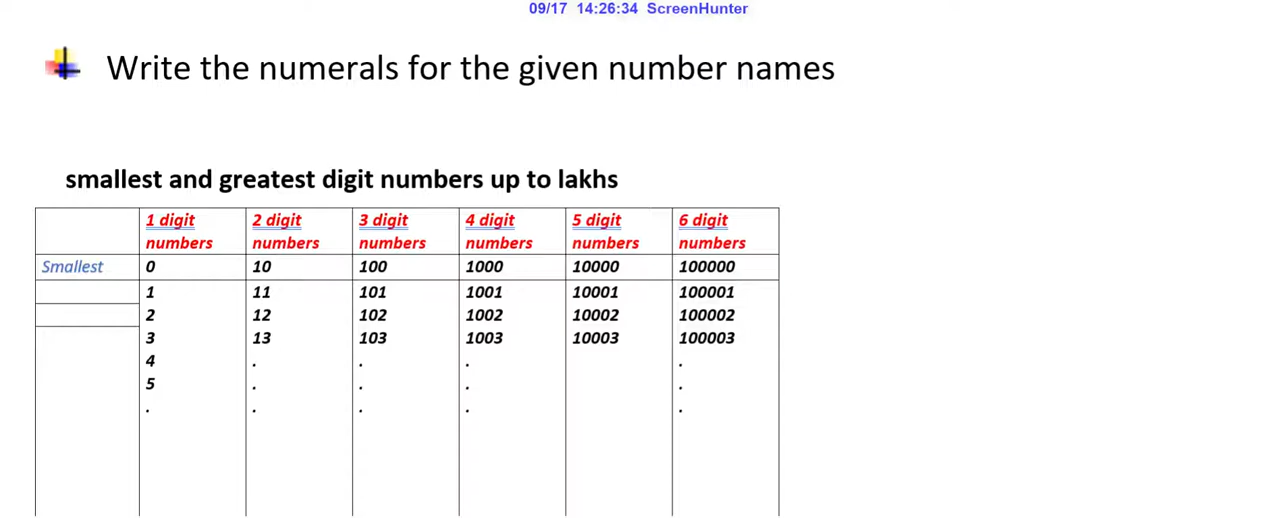 09/17 14:26:34 ScreenHunter
Write the numerals for the given number names
smallest and greatest digit numbers up to lakhs
1 digit numbers 2 digit numbers 3 digit numbers 4 digit numbers 5 digit numbers 6 digit numbers
Smallest 0 10 100 1000 10000 100000
1 11 101 1001 10001 100001
2 12 102 1002 10002 100002
3 13 103 1003 10003 100003
4 . . . .
5 . . . .
. . . . .